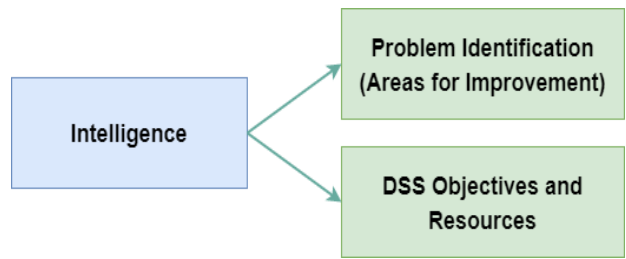 Intelligence
Problem Identification
(Areas for Improvement)
DSS Objectives and
Resources